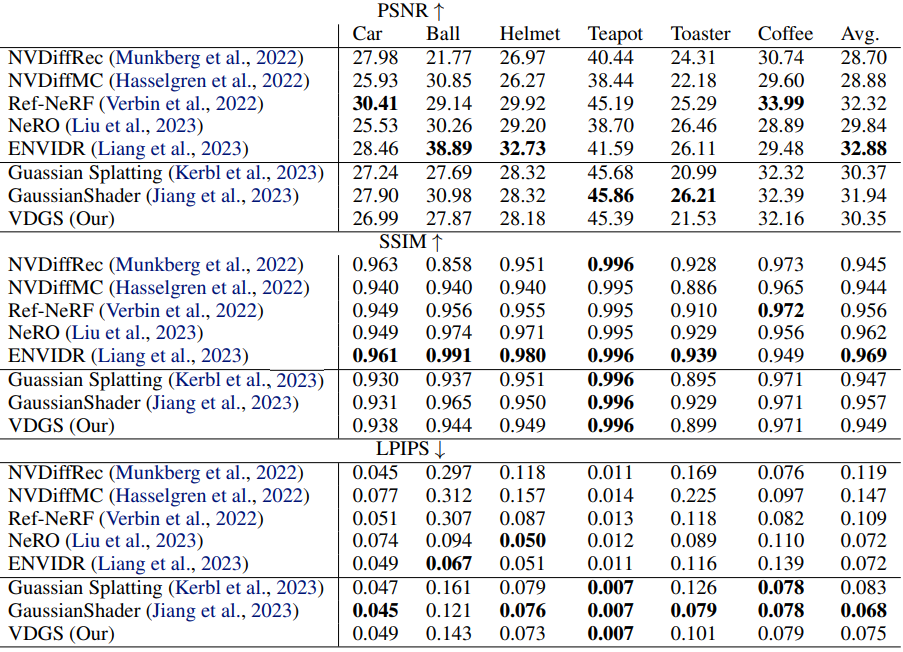 PSNR ↑
Car Ball Helmet Teapot Toaster Coffee Avg.
NVDiffRec (Munkberg et al., 2022) 27.98 21.77 26.97 40.44 24.31 30.74 28.70
NVDiffMC (Hasselgren et al., 2022) 25.93 30.85 26.27 38.44 22.18 29.60 28.88
Ref-NeRF (Verbin et al., 2022) 30.41 29.14 29.92 45.19 25.29 33.99 32.32
NeRO (Liu et al., 2023) 25.53 30.26 29.20 38.70 26.46 28.89 29.84
ENVIDR (Liang et al., 2023) 28.46 38.89 32.73 41.59 26.11 29.48 32.88
Guassian Splatting (Kerbl et al., 2023) 27.24 27.69 28.32 45.68 20.99 32.32 30.37
GaussianShader (Jiang et al., 2023) 27.90 30.98 28.32 45.86 26.21 32.39 31.94
VDGS (Our) 26.99 27.87 28.18 45.39 21.53 32.16 30.35
SSIM ↑
NVDiffRec (Munkberg et al., 2022) 0.963 0.858 0.951 0.996 0.928 0.973 0.945
NVDiffMC (Hasselgren et al., 2022) 0.940 0.940 0.940 0.995 0.886 0.965 0.944
Ref-NeRF (Verbin et al., 2022) 0.949 0.956 0.955 0.995 0.910 0.972 0.956
NeRO (Liu et al., 2023) 0.949 0.974 0.971 0.995 0.929 0.956 0.962
ENVIDR (Liang et al., 2023) 0.961 0.991 0.980 0.996 0.939 0.949 0.969
Guassian Splatting (Kerbl et al., 2023) 0.930 0.937 0.951 0.996 0.895 0.971 0.947
GaussianShader (Jiang et al., 2023) 0.931 0.965 0.950 0.996 0.929 0.971 0.957
VDGS (Our) 0.938 0.944 0.949 0.996 0.899 0.971 0.949
LPIPS ↓
NVDiffRec (Munkberg et al., 2022) 0.045 0.297 0.118 0.011 0.169 0.076 0.119
NVDiffMC (Hasselgren et al., 2022) 0.077 0.312 0.157 0.014 0.225 0.097 0.147
Ref-NeRF (Verbin et al., 2022) 0.051 0.307 0.087 0.013 0.118 0.082 0.109
NeRO (Liu et al., 2023) 0.074 0.094 0.050 0.012 0.089 0.110 0.072
ENVIDR (Liang et al., 2023) 0.049 0.067 0.051 0.011 0.116 0.139 0.072
Guassian Splatting (Kerbl et al., 2023) 0.047 0.161 0.079 0.007 0.126 0.078 0.083
GaussianShader (Jiang et al., 2023) 0.045 0.121 0.076 0.007 0.079 0.078 0.068
VDGS (Our) 0.049 0.143 0.073 0.007 0.101 0.079 0.075